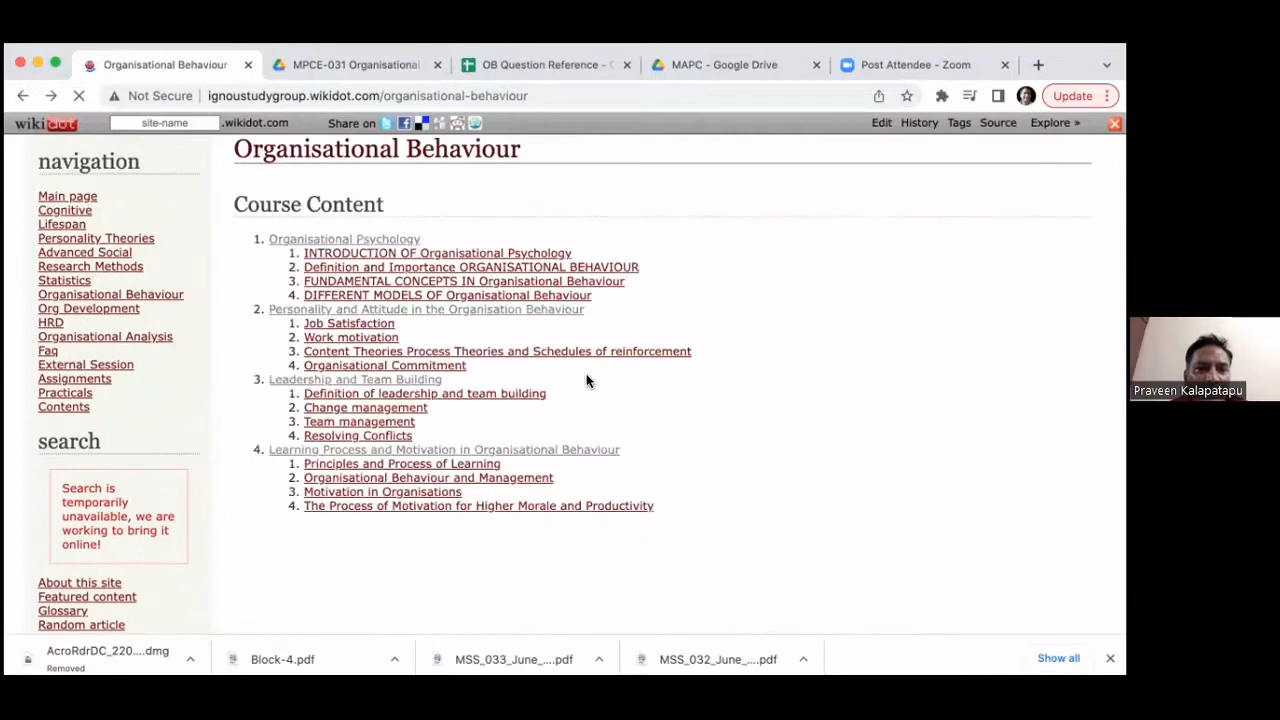 Organisational Behaviour
MPCE-031 Organisational
OB Question Reference -
MAPC - Google Drive
Post Attendee - Zoom
Not Secure
ignoustudygroup.wikidot.com/organisational-behaviour
Update
wikidot
site-name
.wikidot.com
Share on
Edit
History
Tags
Source
Explore »
navigation
Main page
Cognitive
Lifespan
Personality Theories
Advanced Social
Research Methods
Statistics
Organisational Behaviour
Org Development
HRD
Organisational Analysis
Faq
External Session
Assignments
Practicals
Contents
search
Search is
temporarily
unavailable, we are
working to bring it
online!
About this site
Featured content
Glossary
Random article
Organisational Behaviour
Course Content
1. Organisational Psychology
1. INTRODUCTION OF Organisational Psychology
2. Definition and Importance ORGANISATIONAL BEHAVIOUR
3. FUNDAMENTAL CONCEPTS IN Organisational Behaviour
4. DIFFERENT MODELS OF Organisational Behaviour
2. Personality and Attitude in the Organisation Behaviour
1. Job Satisfaction
2. Work motivation
3. Content Theories Process Theories and Schedules of reinforcement
4. Organisational Commitment
3. Leadership and Team Building
1. Definition of leadership and team building
2. Change management
3. Team management
4. Resolving Conflicts
4. Learning Process and Motivation in Organisational Behaviour
1. Principles and Process of Learning
2. Organisational Behaviour and Management
3. Motivation in Organisations
4. The Process of Motivation for Higher Morale and Productivity
Praveen Kalapatapu
AcroRdrDC_220....dmg
Removed
Block-4.pdf
MSS_033_June_....pdf
MSS_032_June_....pdf
Show all